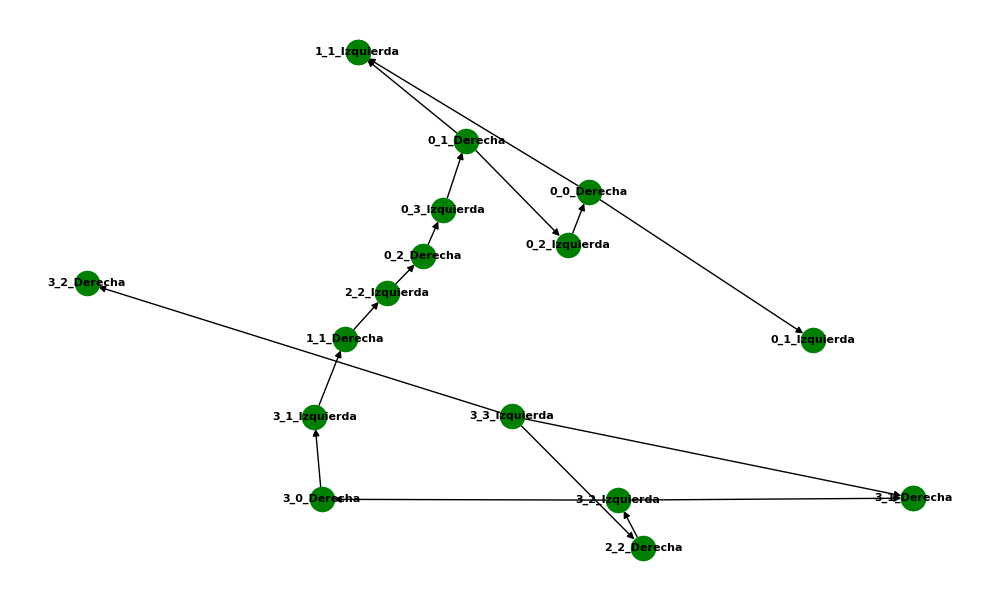 1_1_Izquierda
0_1_Derecha
0_0_Derecha
0_3_Izquierda
0_2_Izquierda
0_2_Derecha
3_2_Derecha
2_2_Izquierda
1_1_Derecha
0_1_Izquierda
3_1_Izquierda
3_3_Izquierda
3_0_Derecha
3_2_Izquierda
3_1_Derecha
2_2_Derecha